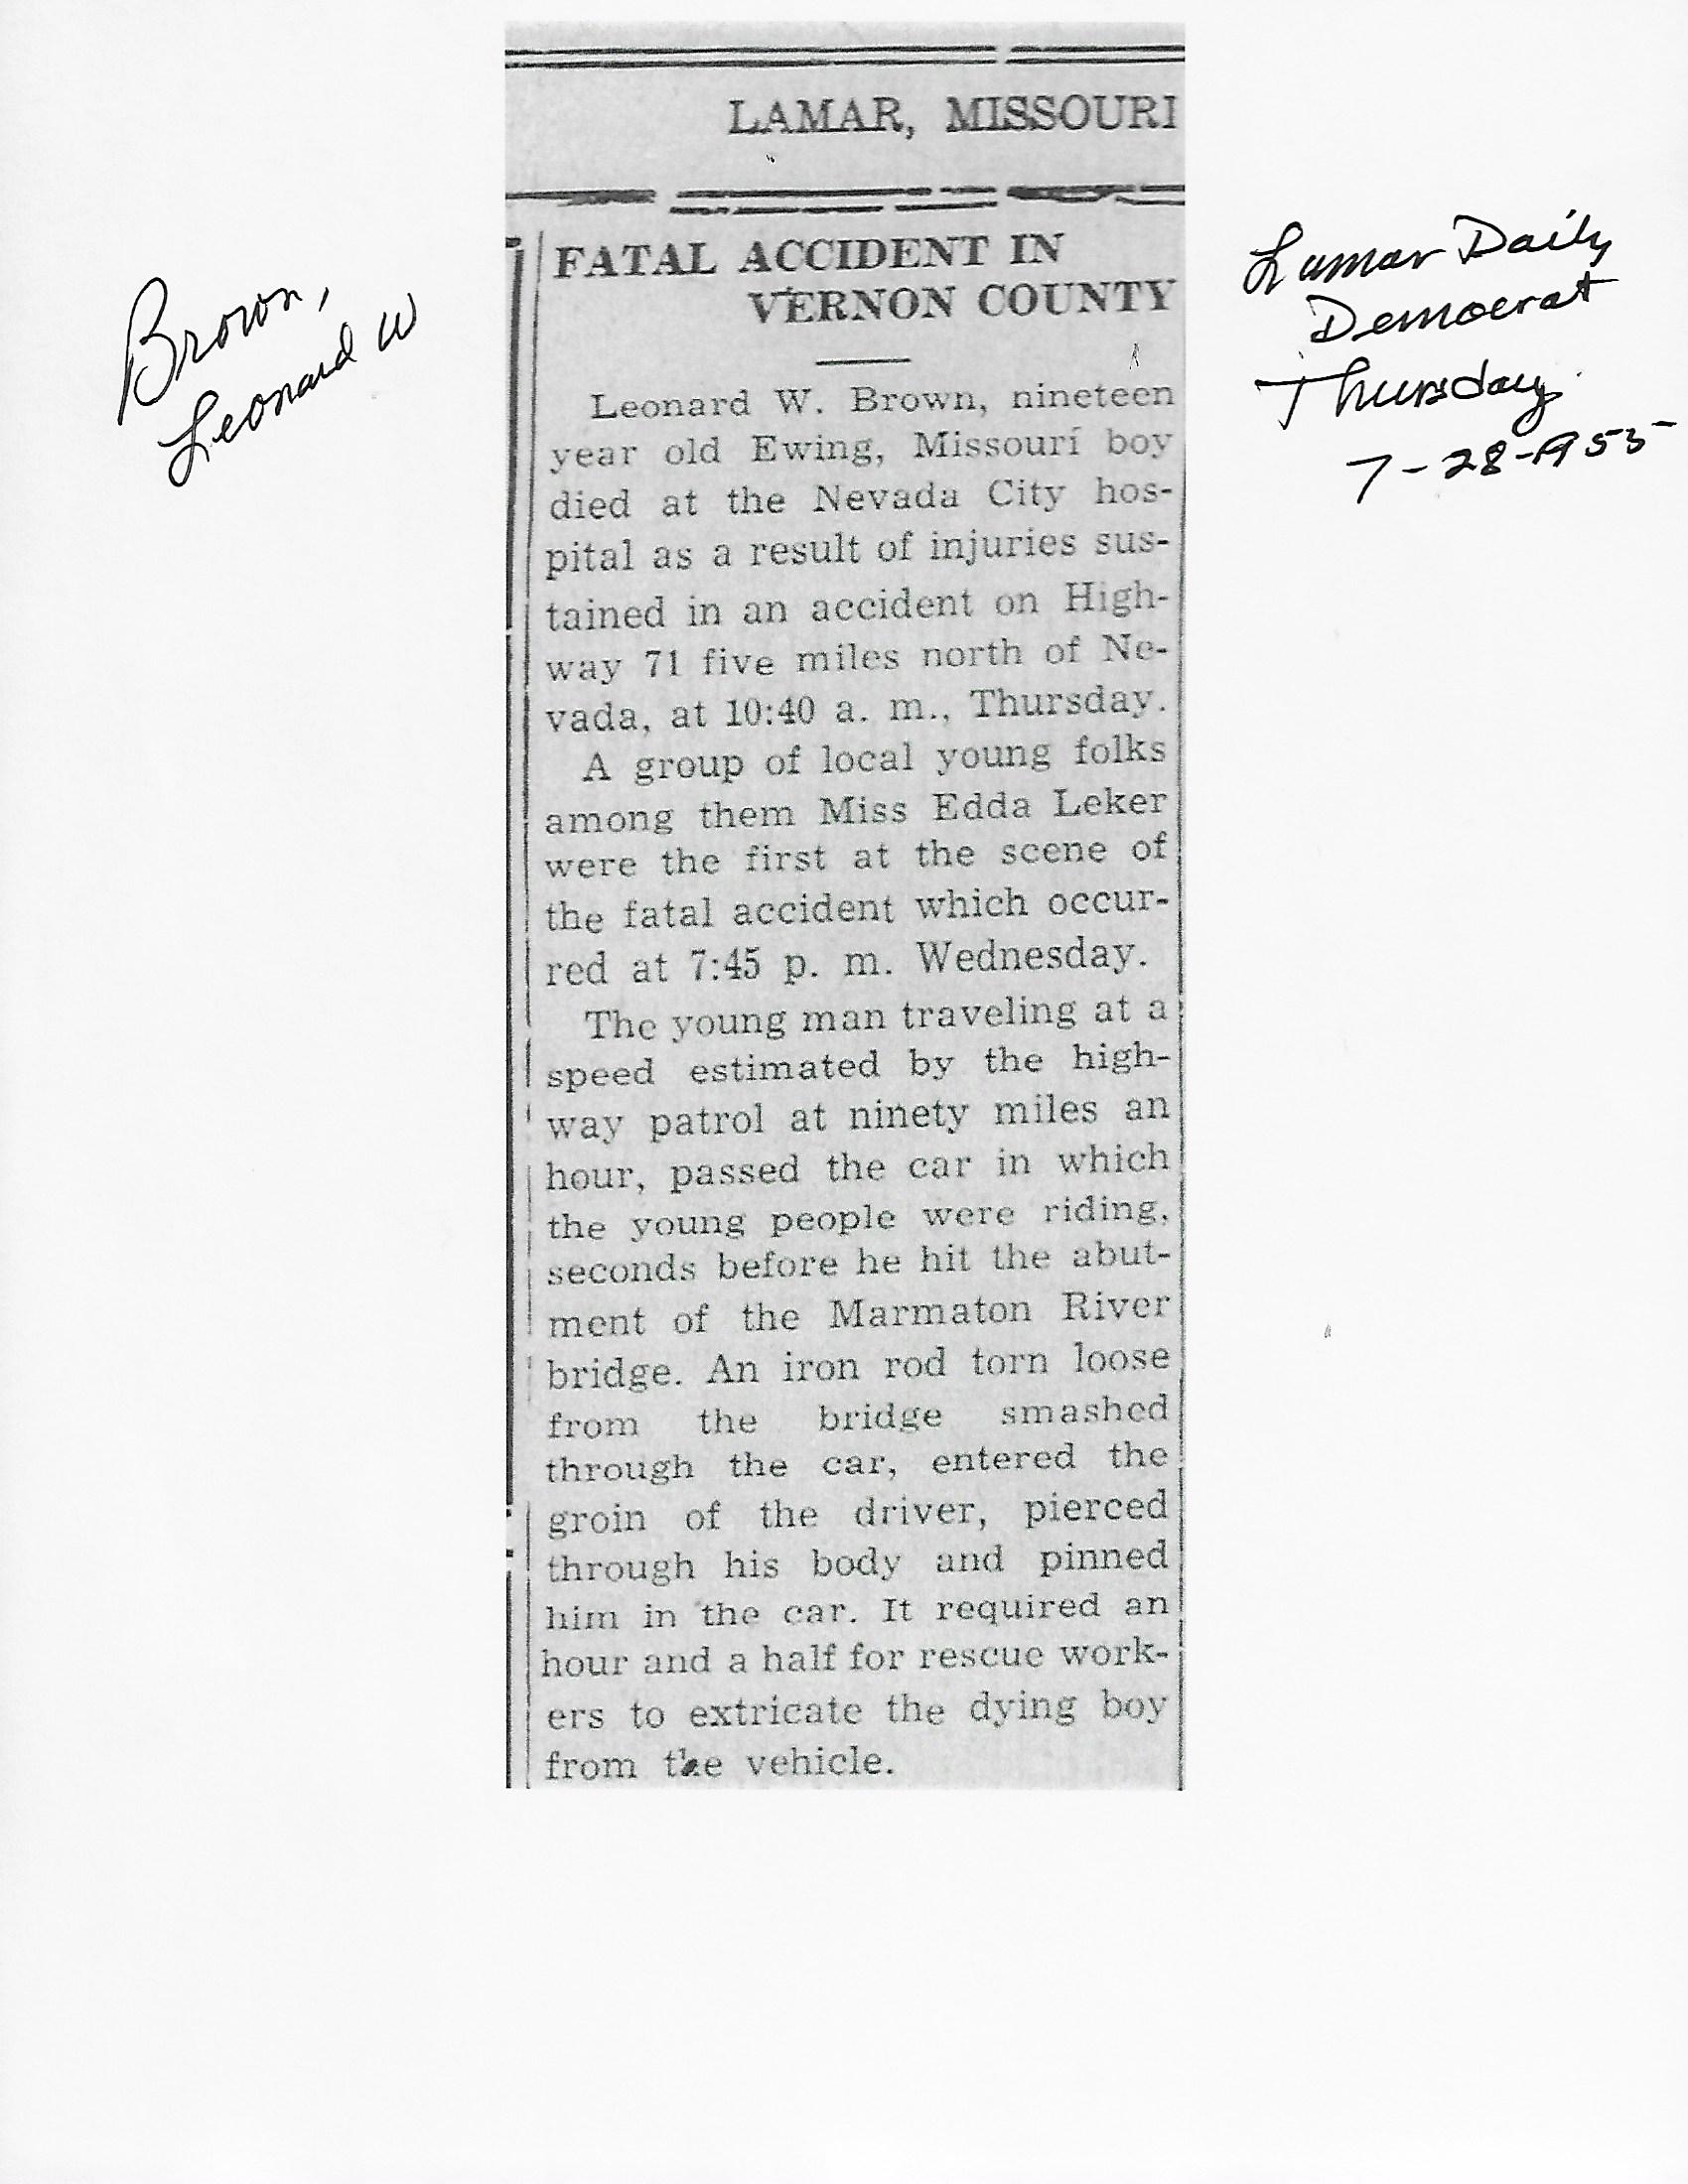 LAMAR, MISSOURI
Brown,
Leonard W
Lamar Daily
Democrat
Thursday
7-28-1955
FATAL ACCIDENT IN
VERNON COUNTY
Leonard W. Brown, nineteen
year old Ewing, Missouri boy
died at the Nevada City hos-
pital as a result of injuries sus-
tained in an accident on High-
way 71 five miles north of Ne-
vada, at 10:40 a. m., Thursday.
A group of local young folks
among them Miss Edda Leker
were the first at the scene of
the fatal accident which occur-
red at 7:45 p. m. Wednesday.
The young man traveling at a
speed estimated by the high-
way patrol at ninety miles an
hour, passed the car in which
the young people were riding,
seconds before he hit the abut-
ment of the Marmaton River
bridge. An iron rod torn loose
from the bridge smashed
through the car, entered the
groin of the driver, pierced
through his body and pinned
him in the car. It required an
hour and a half for rescue work-
ers to extricate the dying boy
from the vehicle.